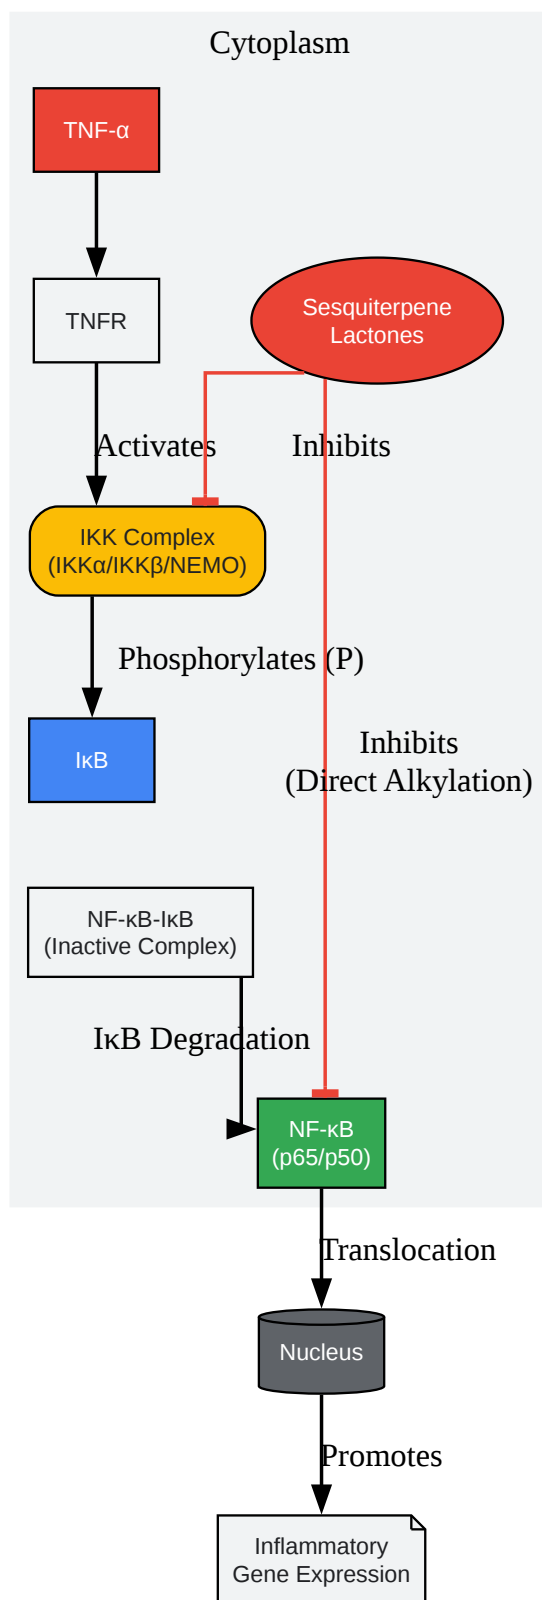 Cytoplasm
TNF-α
TNFR
Sesquiterpene
Lactones
Activates
Inhibits
IKK Complex
(IKKα/IKKβ/NEMO)
Phosphorylates (P)
IκB
Inhibits
(Direct Alkylation)
NF-κB-IκB
(Inactive Complex)
IκB Degradation
NF-κB
(p65/p50)
Translocation
Nucleus
Promotes
Inflammatory
Gene Expression